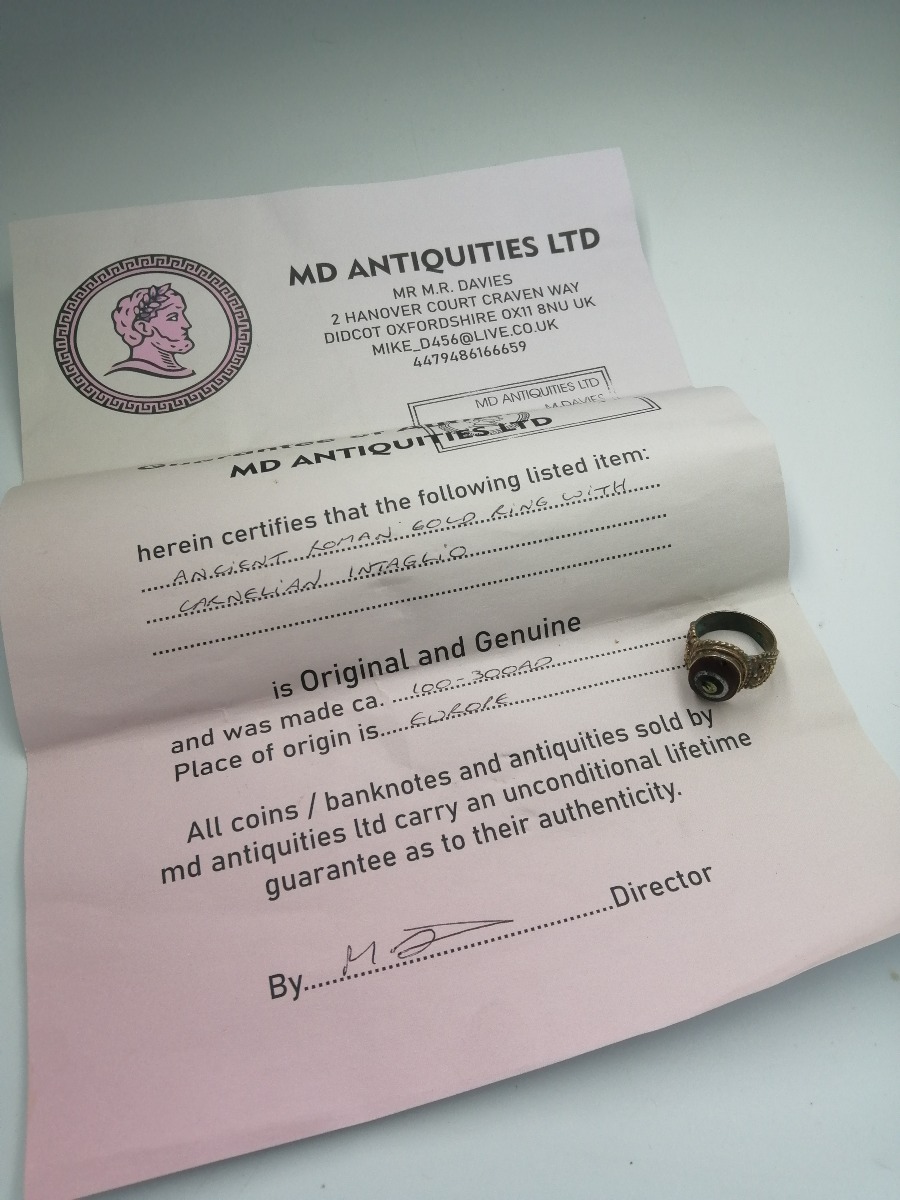 MD ANTIQUITIES LTD
MR M.R. DAVIES
2 HANOVER COURT CRAVEN WAY
DIDCOT OXFORDSHIRE OX11 8NU UK
MIKE_D456@LIVE.CO.UK
4479486166659
MD ANTIQUITIES LTD
M.DAVIES
MD ANTIQUITIES LTD
herein certifies that the following listed item:
ANCIENT ROMAN GOLD RING WITH
CARNELIAN INTAGLIO
is Original and Genuine
and was made ca. 100-300AD
Place of origin is EUROPE
All coins / banknotes and antiquities sold by
md antiquities ltd carry an unconditional lifetime
guarantee as to their authenticity.
By Director